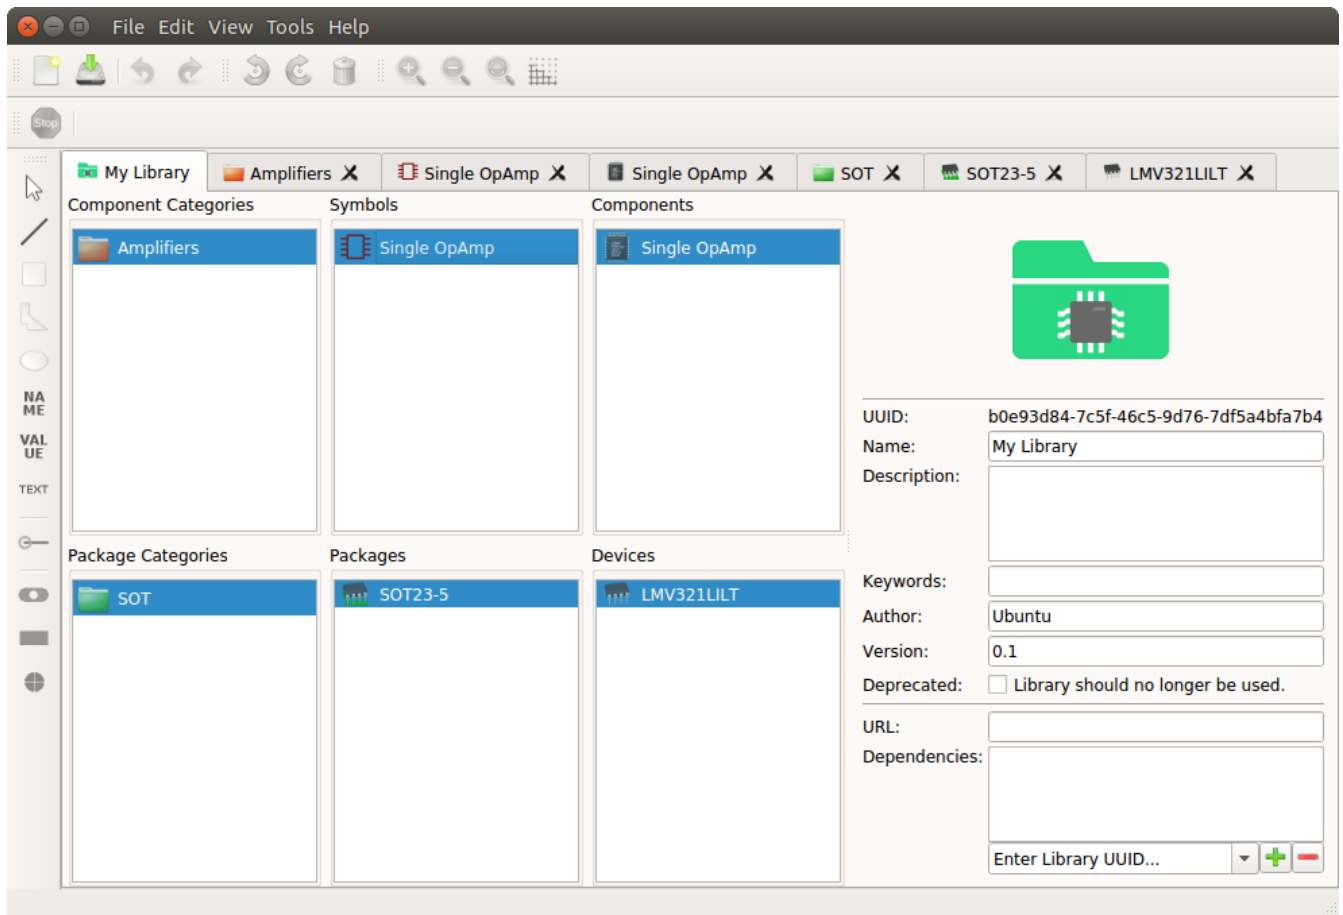 File Edit View Tools Help
Stop
My Library Amplifiers Single OpAmp Single OpAmp SOT SOT23-5 LMV321LILT
Component Categories Symbols Components
Amplifiers Single OpAmp Single OpAmp
NA
ME
VAL
UE
TEXT
Package Categories Packages Devices
SOT SOT23-5 LMV321LILT
UUID: b0e93d84-7c5f-46c5-9d76-7df5a4bfa7b4
Name: My Library
Description:
Keywords:
Author: Ubuntu
Version: 0.1
Deprecated: Library should no longer be used.
URL:
Dependencies:
Enter Library UUID...